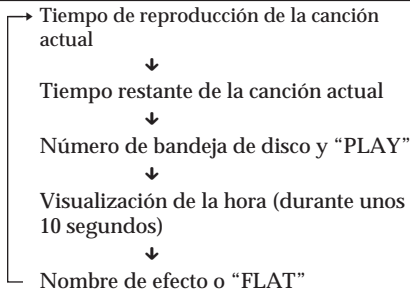 Tiempo de reproducción de la canción
actual
Tiempo restante de la canción actual
Número de bandeja de disco y “PLAY”
Visualización de la hora (durante unos
10 segundos)
Nombre de efecto o “FLAT”